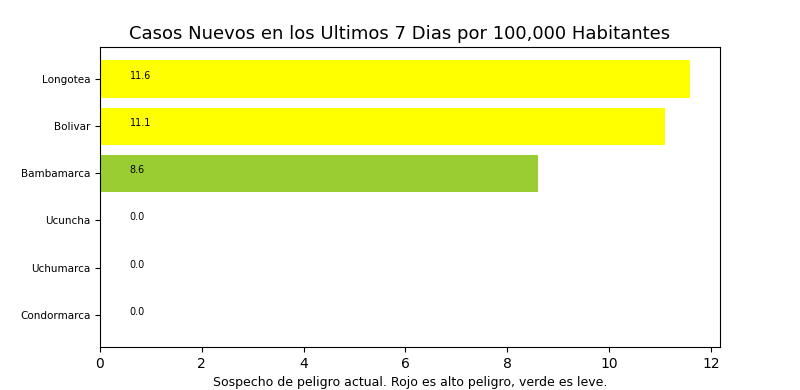 Casos Nuevos en los Ultimos 7 Dias por 100,000 Habitantes
Longotea 11.6
Bolivar 11.1
Bambamarca 8.6
Ucuncha 0.0
Uchumarca 0.0
Condormarca 0.0
0 2 4 6 8 10 12
Sospecho de peligro actual. Rojo es alto peligro, verde es leve.